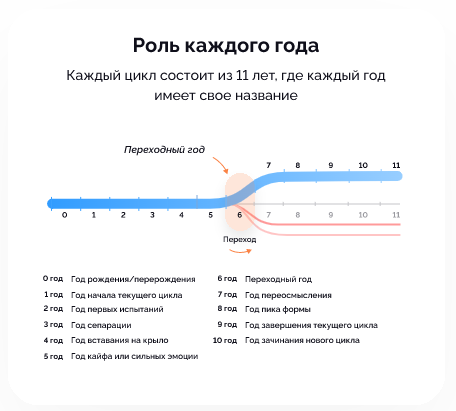 Роль каждого года
Каждый цикл состоит из 11 лет, где каждый год
имеет свое название
Переходный год
7 8 9 10 11
0 1 2 3 4 5 6 7 8 9 10 11
Переход
0 год Год рождения/перерождения
1 год Год начала текущего цикла
2 год Год первых испытаний
3 год Год сепарации
4 год Год вставания на крыло
5 год Год кайфа или сильных эмоции
6 год Переходный год
7 год Год переосмысления
8 год Год пика формы
9 год Год завершения текущего цикла
10 год Год зачинания нового цикла